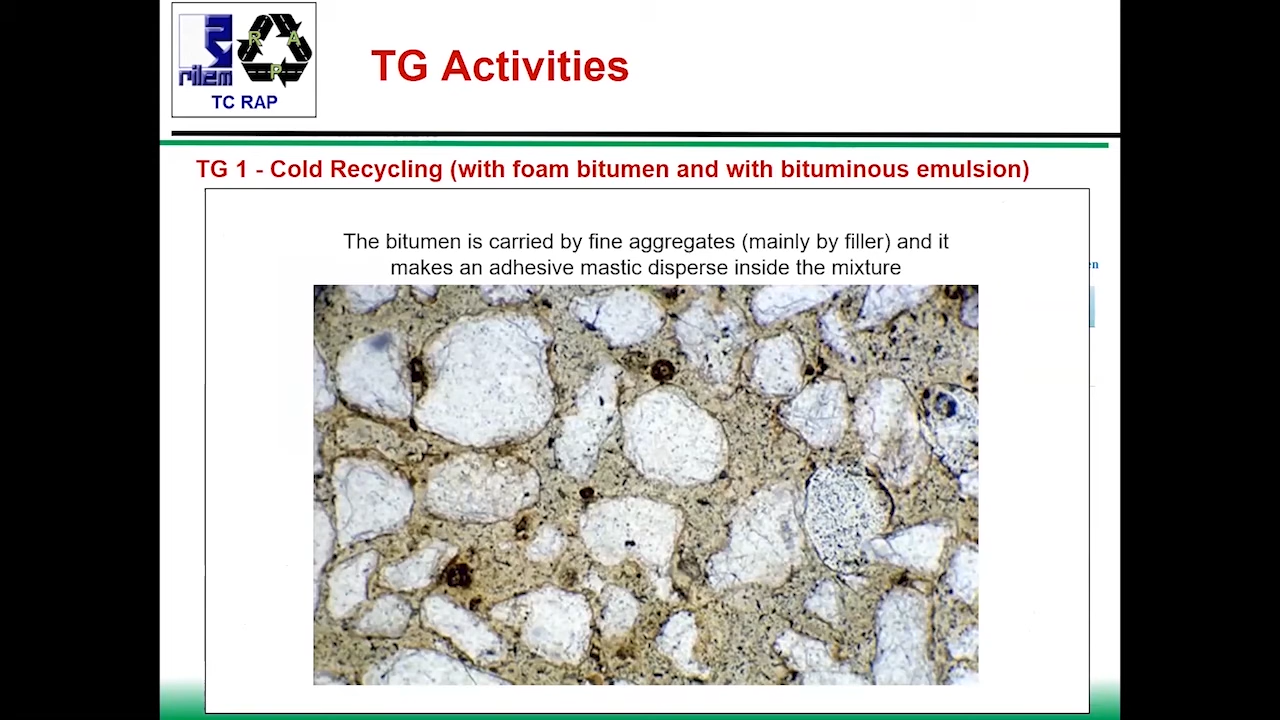 rilem
R A P
TC RAP
TG Activities
TG 1 - Cold Recycling (with foam bitumen and with bituminous emulsion)
The bitumen is carried by fine aggregates (mainly by filler) and it
makes an adhesive mastic disperse inside the mixture
en